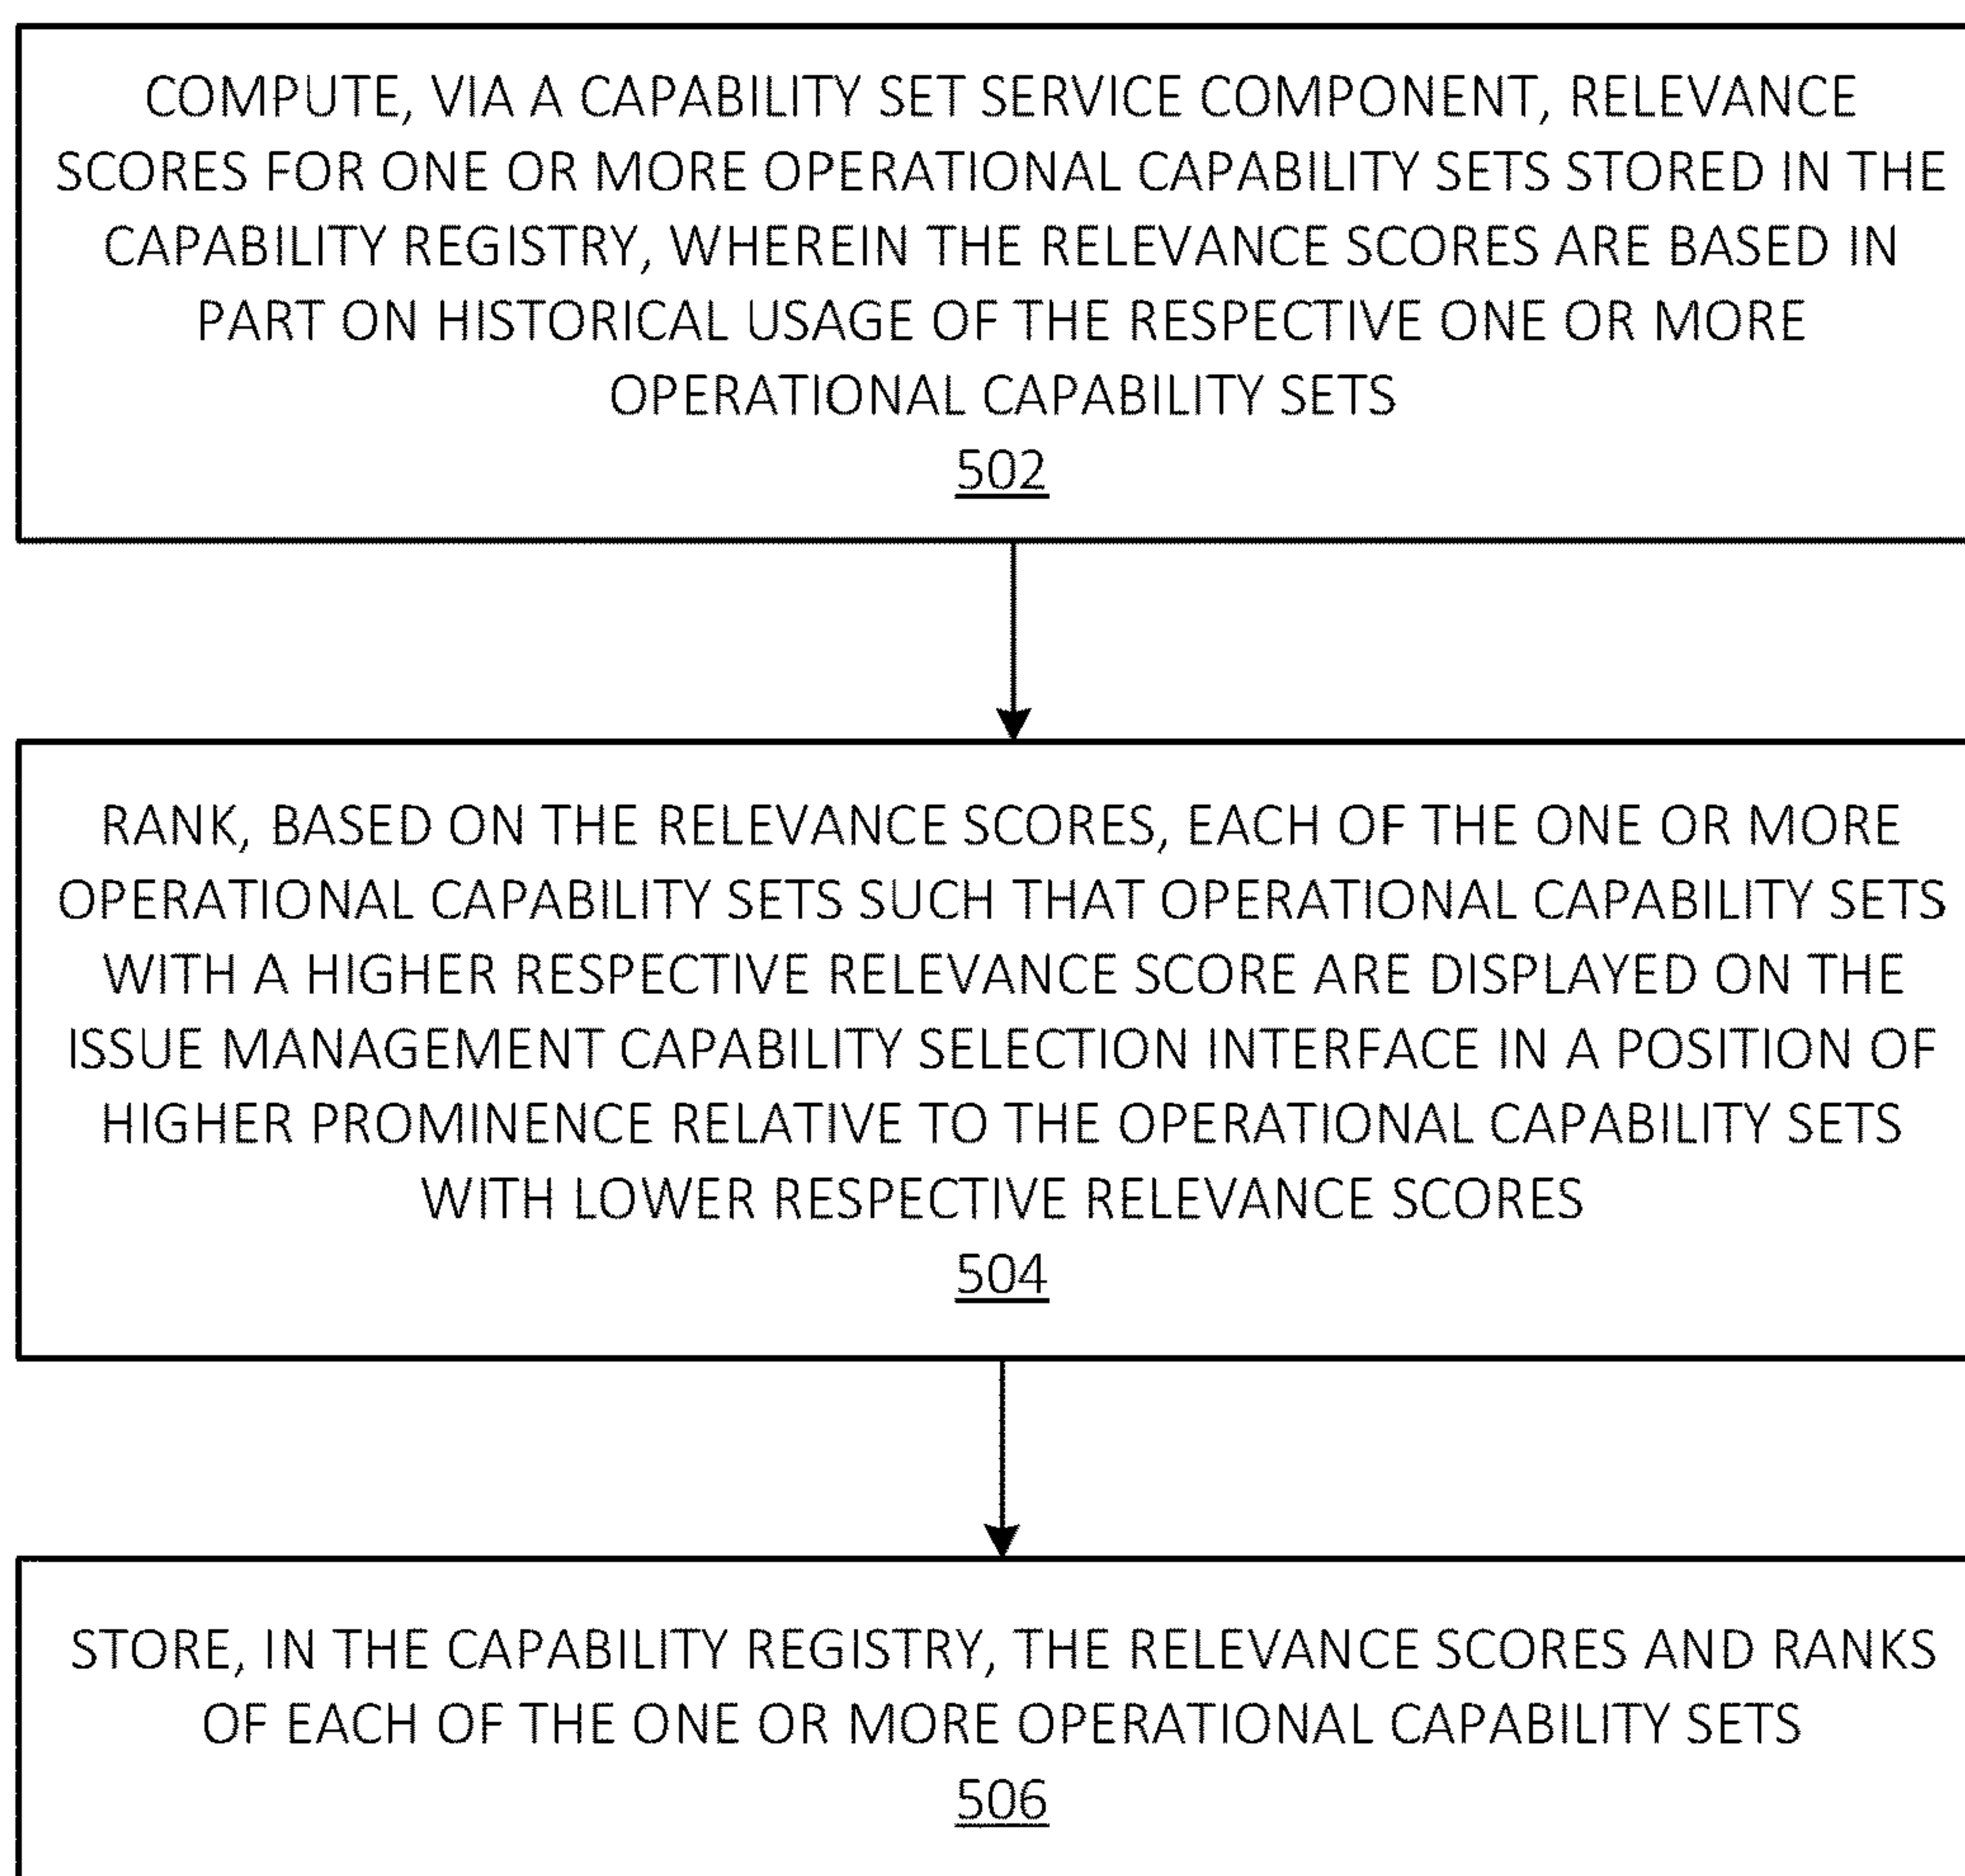 COMPUTE, VIA A CAPABILITY SET SERVICE COMPONENT, RELEVANCE
SCORES FOR ONE OR MORE OPERATIONAL CAPABILITY SETS STORED IN THE
CAPABILITY REGISTRY, WHEREIN THE RELEVANCE SCORES ARE BASED IN
PART ON HISTORICAL USAGE OF THE RESPECTIVE ONE OR MORE
OPERATIONAL CAPABILITY SETS
502
RANK, BASED ON THE RELEVANCE SCORES, EACH OF THE ONE OR MORE
OPERATIONAL CAPABILITY SETS SUCH THAT OPERATIONAL CAPABILITY SETS
WITH A HIGHER RESPECTIVE RELEVANCE SCORE ARE DISPLAYED ON THE
ISSUE MANAGEMENT CAPABILITY SELECTION INTERFACE IN A POSITION OF
HIGHER PROMINENCE RELATIVE TO THE OPERATIONAL CAPABILITY SETS
WITH LOWER RESPECTIVE RELEVANCE SCORES
504
STORE, IN THE CAPABILITY REGISTRY, THE RELEVANCE SCORES AND RANKS
OF EACH OF THE ONE OR MORE OPERATIONAL CAPABILITY SETS
506